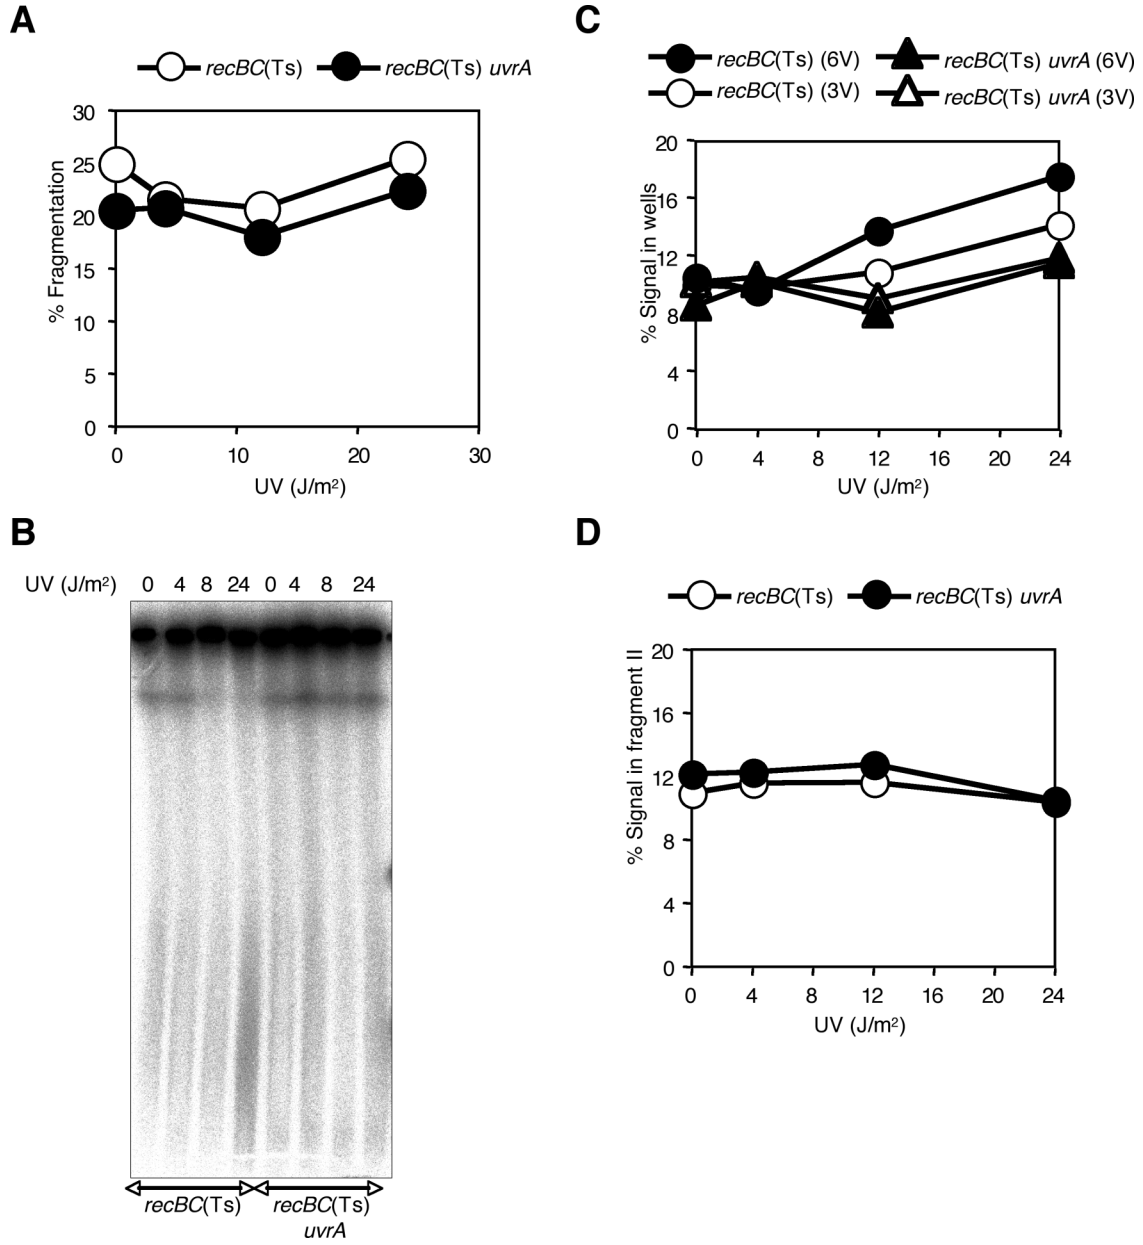 A
recBC(Ts) recBC(Ts) uvrA
30
25
20
15
10
5
0
% Fragmentation
0 10 20 30
UV (J/m²)
B
UV (J/m²) 0 4 8 24 0 4 8 24
recBC(Ts) recBC(Ts)
uvrA
C
recBC(Ts) (6V) recBC(Ts) uvrA (6V)
recBC(Ts) (3V) recBC(Ts) uvrA (3V)
20
16
12
8
4
0
% Signal in wells
0 4 8 12 16 20 24
UV (J/m²)
D
recBC(Ts) recBC(Ts) uvrA
20
16
12
8
4
0
% Signal in fragment II
0 4 8 12 16 20 24
UV (J/m²)